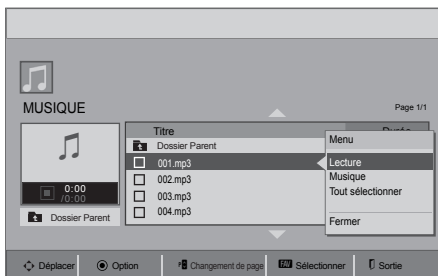 MUSIQUE
Page 1/1
Titre
Durée
Dossier Parent
001.mp3
002.mp3
003.mp3
004.mp3
Menu
Lecture
Musique
Tout sélectionner
Fermer
0:00
/0:00
Dossier Parent
Déplacer
Option
Changement de page
FAV Sélectionner
Sortie